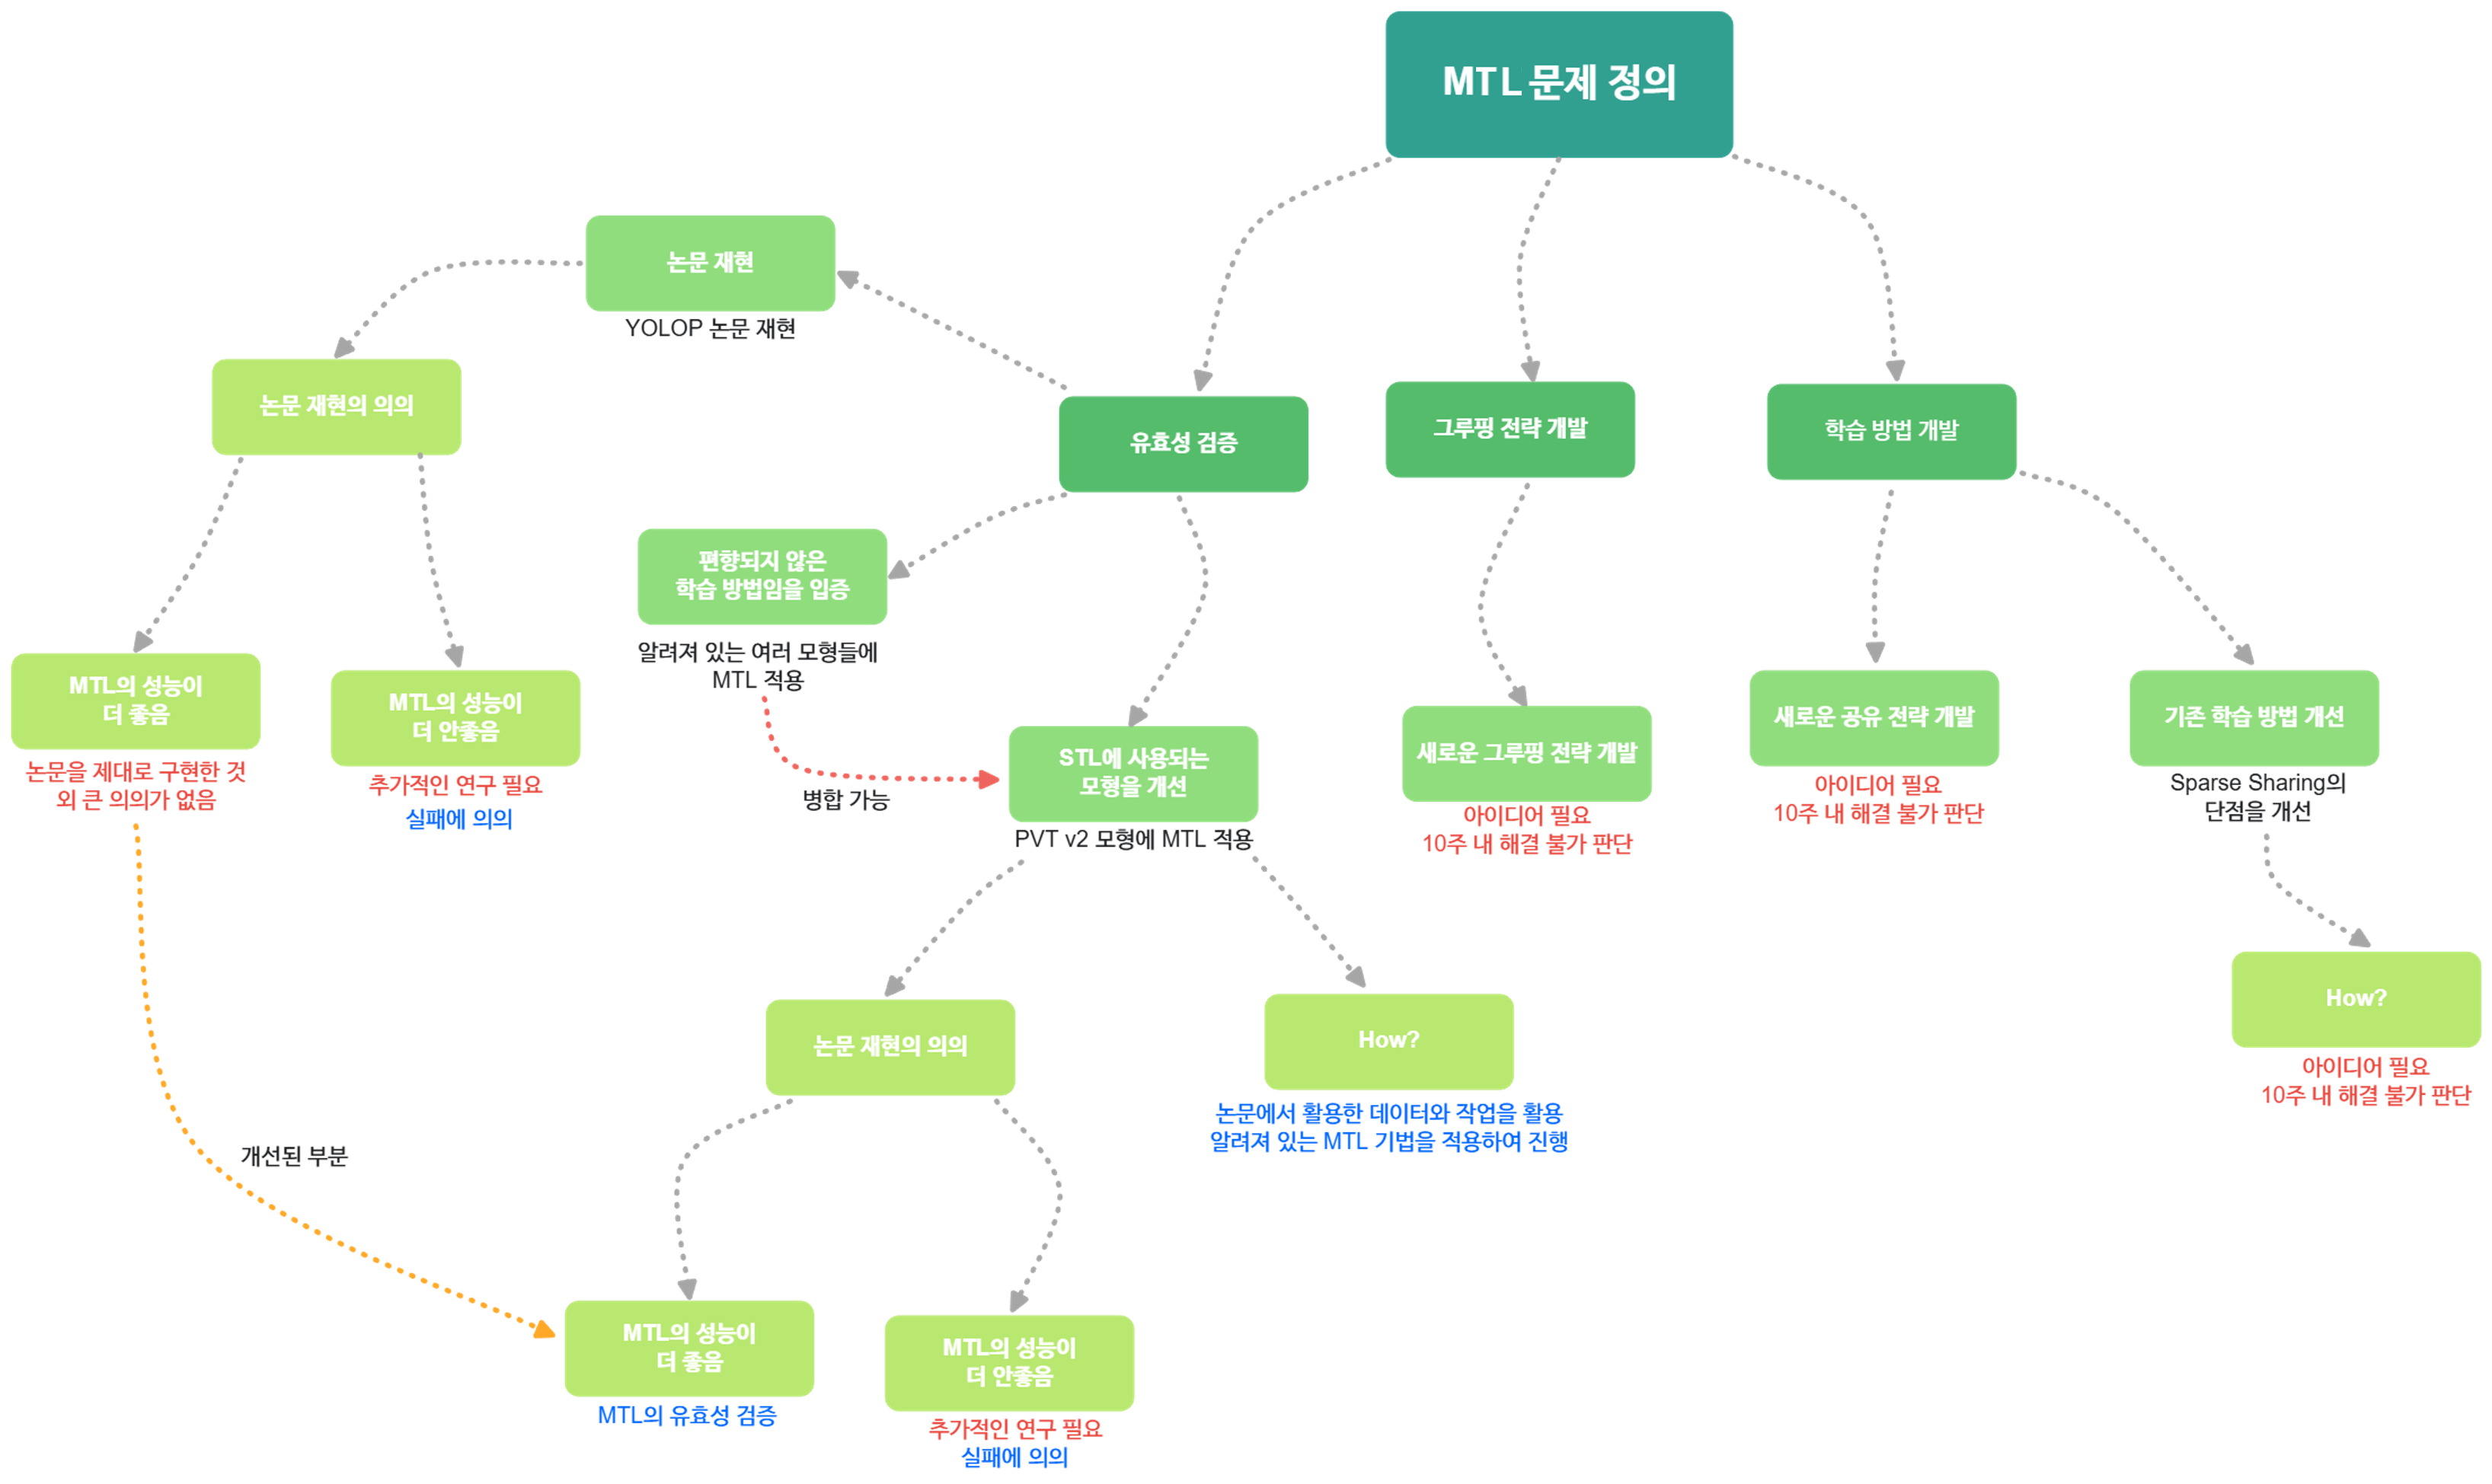 MTL 문제 정의
논문 재현
YOLOP 논문 재현
논문 재현의 의의
유효성 검증
그루핑 전략 개발
학습 방법 개발
편향되지 않은
학습 방법임을 입증
알려져 있는 여러 모형들에
MTL 적용
MTL의 성능이
더 좋음
논문을 제대로 구현한 것
외 큰 의의가 없음
MTL의 성능이
더 안좋음
추가적인 연구 필요
실패에 의의
병합 가능
STL에 사용되는
모형을 개선
PVT v2 모형에 MTL 적용
새로운 그루핑 전략 개발
아이디어 필요
10주 내 해결 불가 판단
새로운 공유 전략 개발
아이디어 필요
10주 내 해결 불가 판단
기존 학습 방법 개선
Sparse Sharing의
단점을 개선
How?
아이디어 필요
10주 내 해결 불가 판단
논문 재현의 의의
How?
논문에서 활용한 데이터와 작업을 활용
알려져 있는 MTL 기법을 적용하여 진행
개선된 부분
MTL의 성능이
더 좋음
MTL의 유효성 검증
MTL의 성능이
더 안좋음
추가적인 연구 필요
실패에 의의